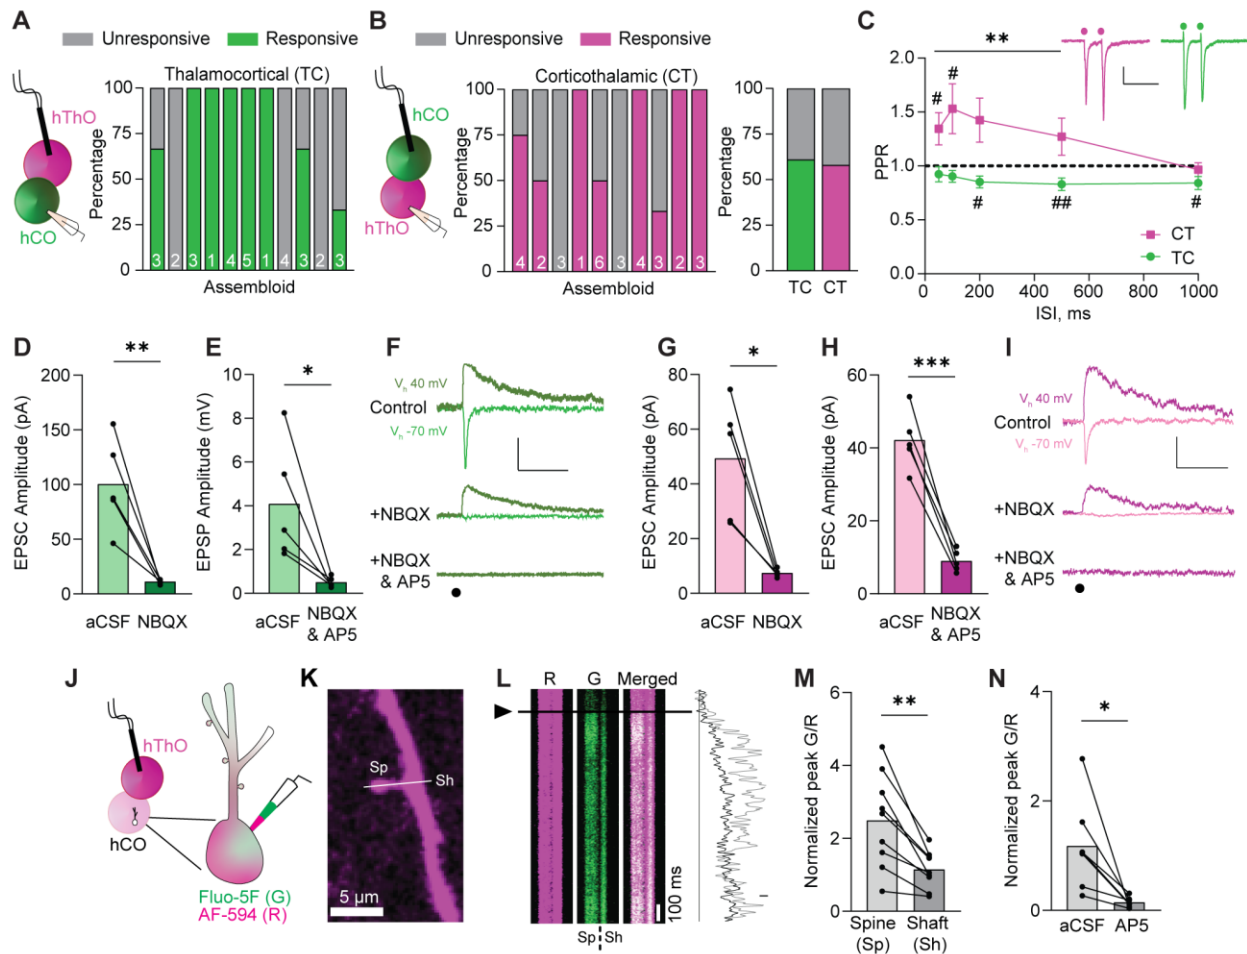 A
Unresponsive Responsive
hThO
hCO
Thalamocortical (TC)
Percentage
100
75
50
25
0
3 2 3 1 4 5 1 4 3 2 3
Assembloid
B
Unresponsive Responsive
hCO
hThO
Corticothalamic (CT)
Percentage
100
75
50
25
0
4 2 3 1 6 3 4 3 2 3
Assembloid
Percentage
100
75
50
25
0
TC CT
C
**
PPR
2.0
1.5
1.0
0.5
0.0
# #
# ## #
CT
TC
0 200 400 600 800 1000
ISI, ms
D
**
EPSC Amplitude (pA)
200
150
100
50
0
aCSF NBQX
E
*
EPSP Amplitude (mV)
10
8
6
4
2
0
aCSF NBQX
& AP5
F
Vh 40 mV
Control
Vh -70 mV
+NBQX
+NBQX
& AP5
G
*
EPSC Amplitude (pA)
80
60
40
20
0
aCSF NBQX
H
***
EPSC Amplitude (pA)
60
40
20
0
aCSF NBQX
& AP5
I
Vh 40 mV
Control
Vh -70 mV
+NBQX
+NBQX
& AP5
J
hThO
hCO
Fluo-5F (G)
AF-594 (R)
K
Sp
Sh
5 µm
L
R G Merged
100 ms
Sp Sh
M
**
Normalized peak G/R
6
4
2
0
Spine Shaft
(Sp) (Sh)
N
*
Normalized peak G/R
4
2
0
aCSF AP5